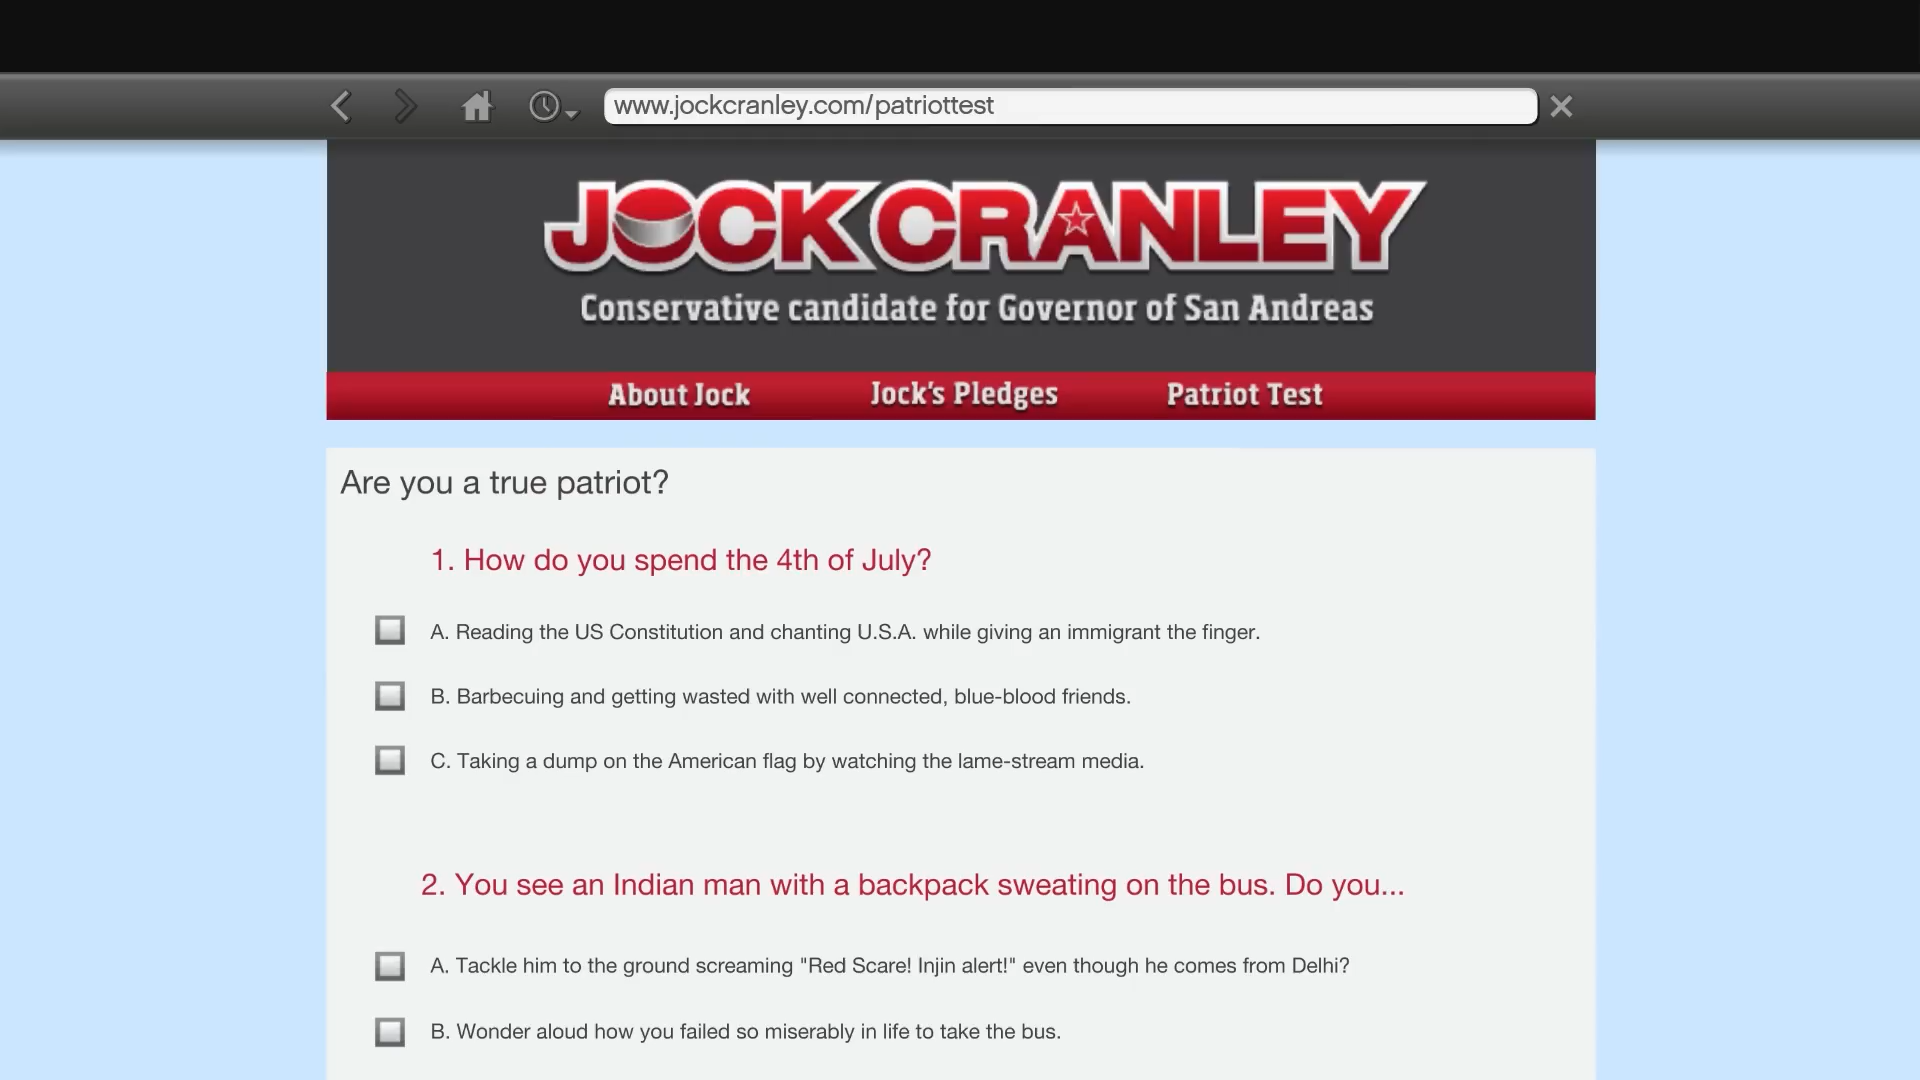 www.jockcranley.com/patriottest
JOCK CRANLEY
Conservative candidate for Governor of San Andreas
About Jock
Jock's Pledges
Patriot Test
Are you a true patriot?
1. How do you spend the 4th of July?
A. Reading the US Constitution and chanting U.S.A. while giving an immigrant the finger.
B. Barbecuing and getting wasted with well connected, blue-blood friends.
C. Taking a dump on the American flag by watching the lame-stream media.
2. You see an Indian man with a backpack sweating on the bus. Do you...
A. Tackle him to the ground screaming "Red Scare! Injin alert!" even though he comes from Delhi?
B. Wonder aloud how you failed so miserably in life to take the bus.